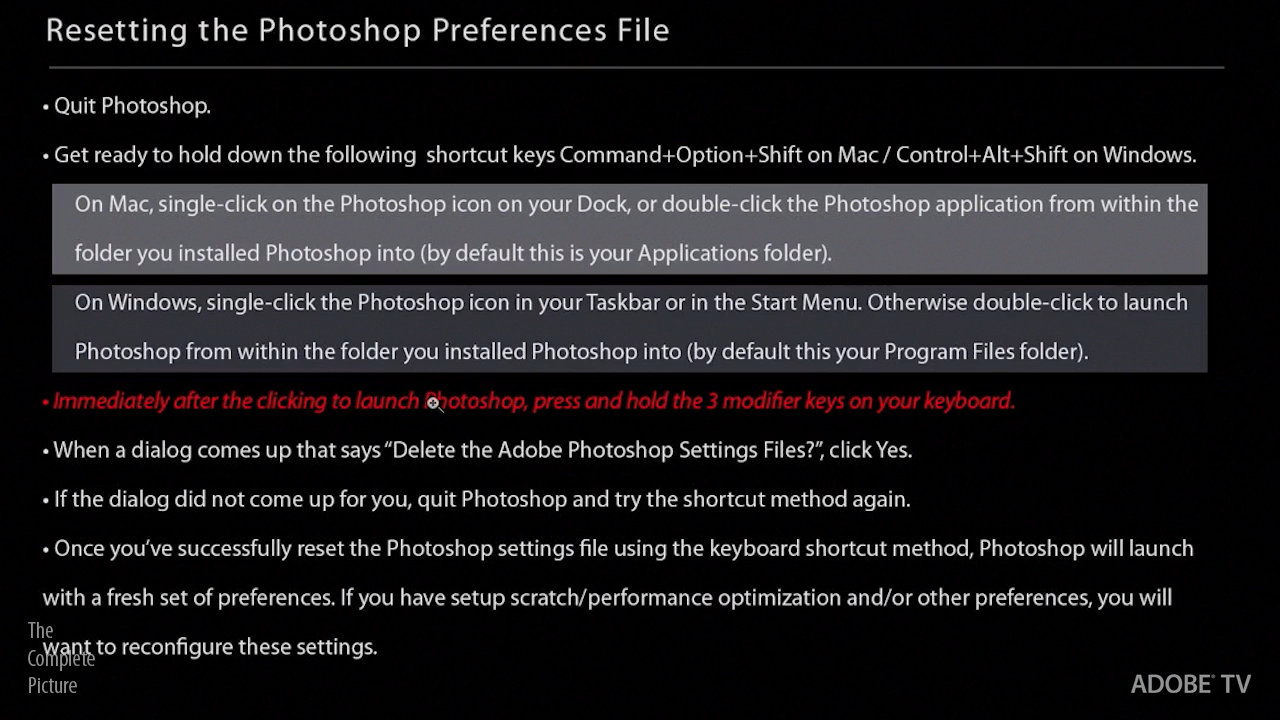 Resetting the Photoshop Preferences File
• Quit Photoshop.
• Get ready to hold down the following  shortcut keys Command+Option+Shift on Mac / Control+Alt+Shift on Windows.
On Mac, single-click on the Photoshop icon on your Dock, or double-click the Photoshop application from within the
folder you installed Photoshop into (by default this is your Applications folder).
On Windows, single-click the Photoshop icon in your Taskbar or in the Start Menu. Otherwise double-click to launch
Photoshop from within the folder you installed Photoshop into (by default this your Program Files folder).
• Immediately after the clicking to launch Photoshop, press and hold the 3 modifier keys on your keyboard.
• When a dialog comes up that says “Delete the Adobe Photoshop Settings Files?”, click Yes.
• If the dialog did not come up for you, quit Photoshop and try the shortcut method again.
• Once you’ve successfully reset the Photoshop settings file using the keyboard shortcut method, Photoshop will launch
with a fresh set of preferences. If you have setup scratch/performance optimization and/or other preferences, you will
want to reconfigure these settings.
The
Complete
Picture
ADOBE® TV